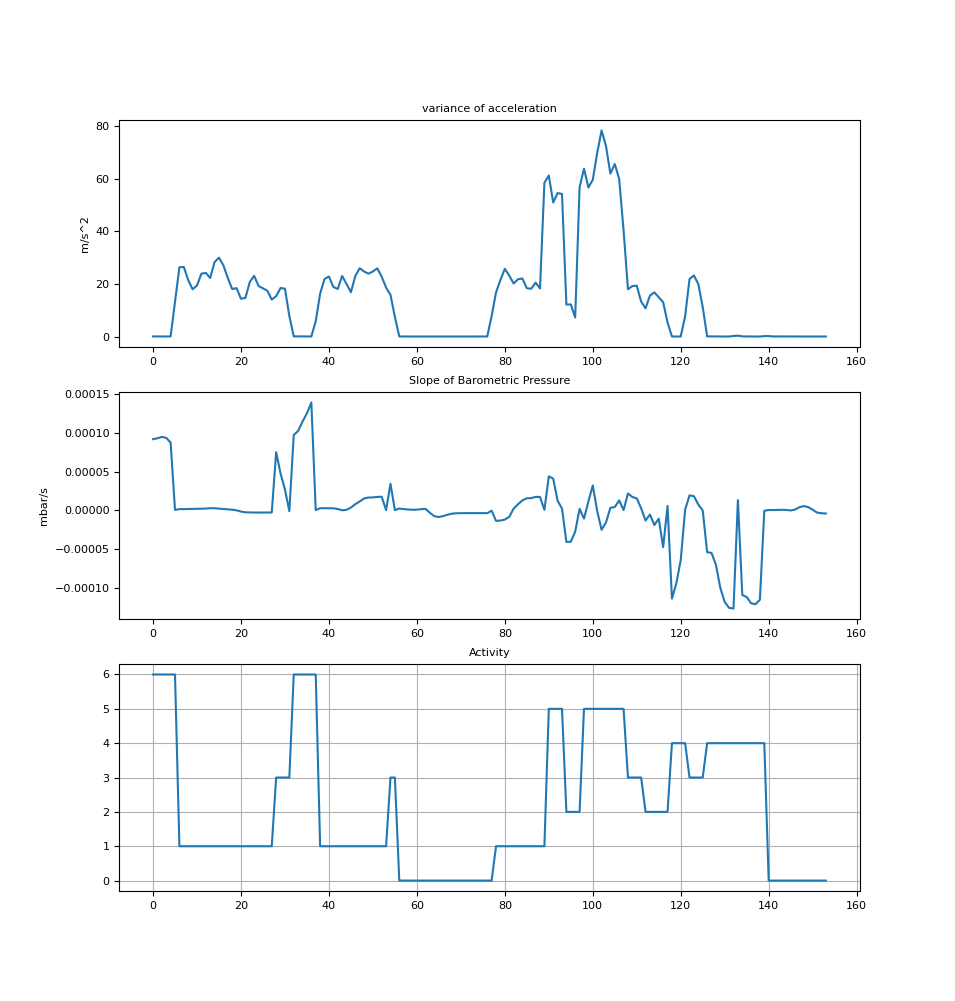 variance of acceleration
80
60
40
20
0
m/s^2
0 20 40 60 80 100 120 140 160
Slope of Barometric Pressure
0.00015
0.00010
0.00005
0.00000
−0.00005
−0.00010
mbar/s
0 20 40 60 80 100 120 140 160
Activity
6
5
4
3
2
1
0
0 20 40 60 80 100 120 140 160